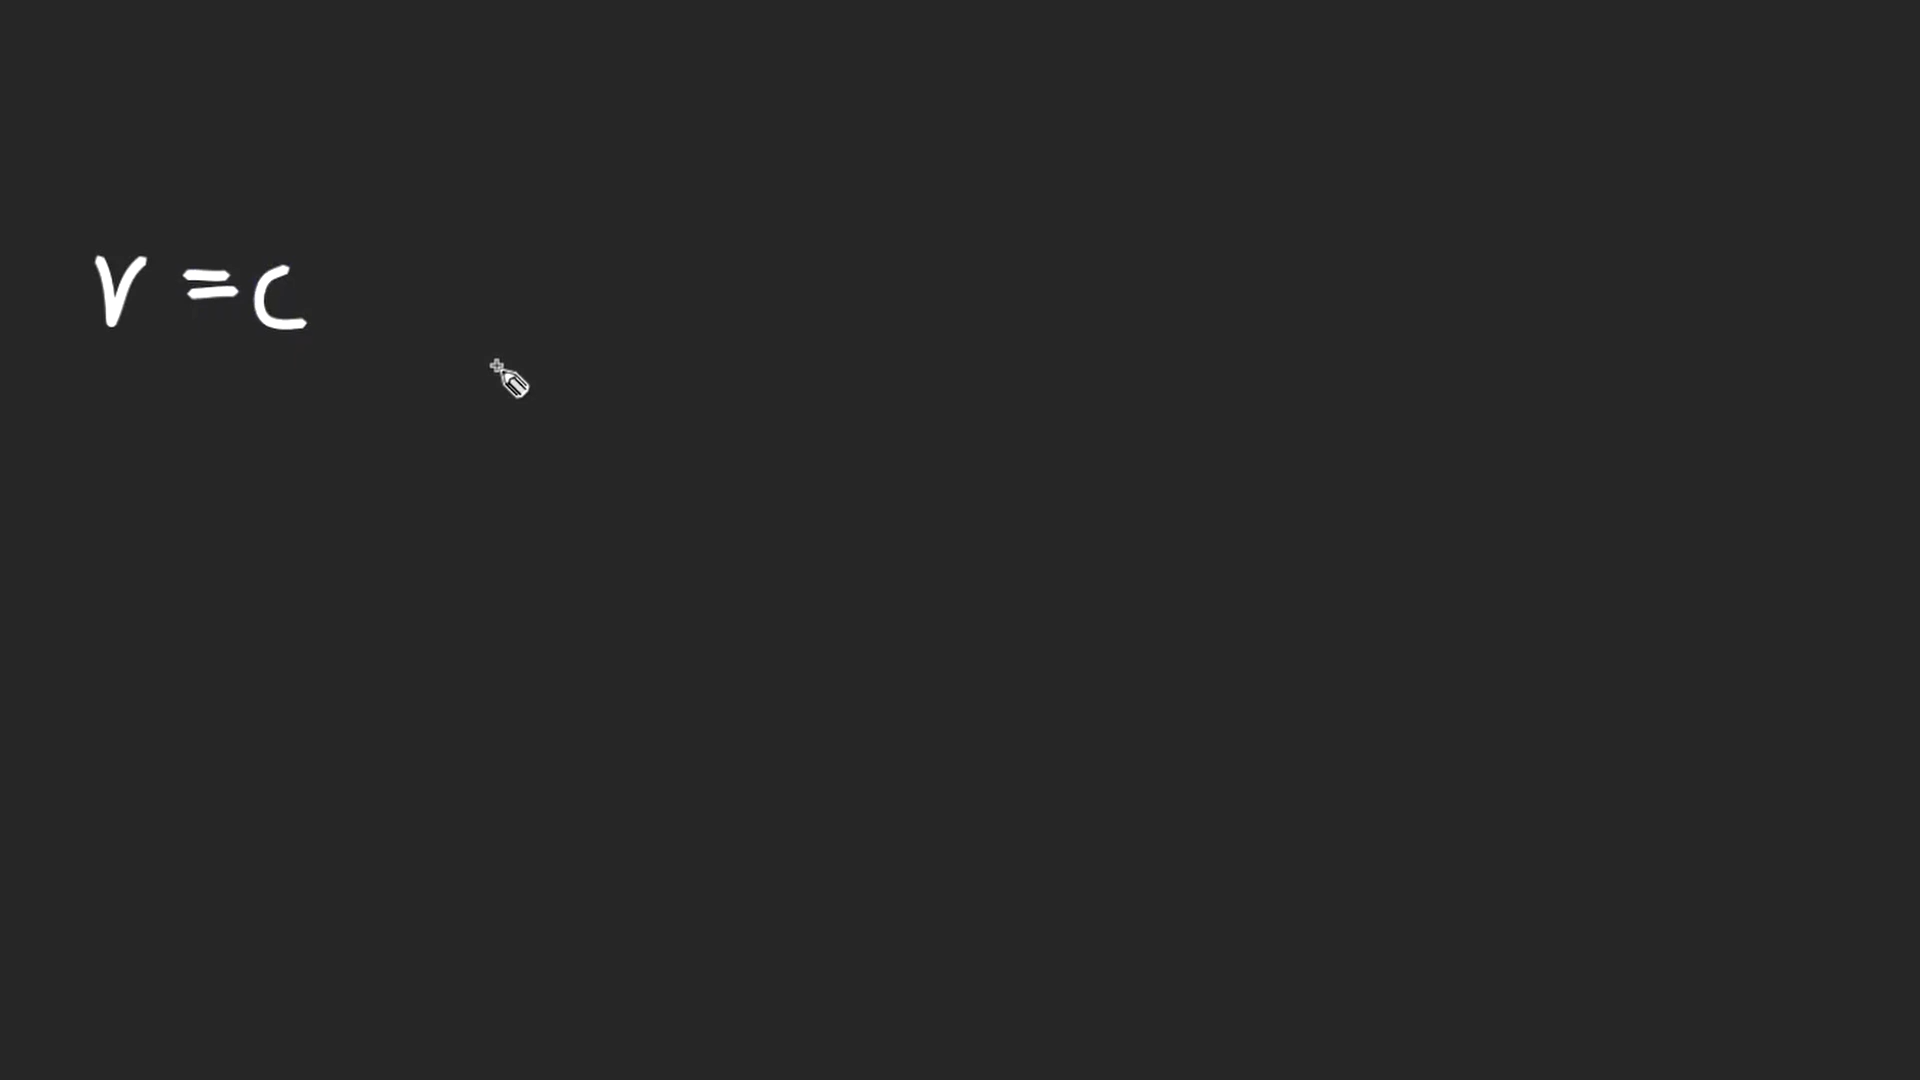 v = c